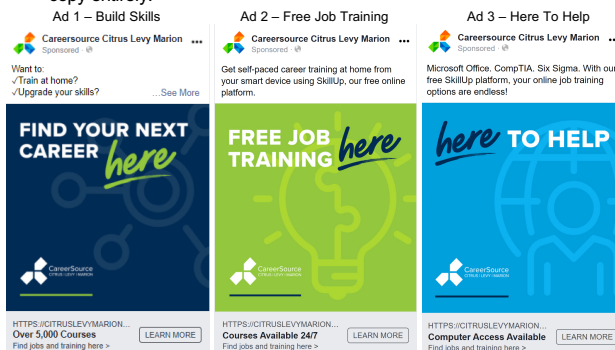 copy entirely.
Ad 1 – Build Skills
Careersource Citrus Levy Marion ...
Sponsored ·
Want to:
√Train at home?
√Upgrade your skills? ...See More
FIND YOUR NEXT
CAREER here
CareerSource
CITRUS | LEVY | MARION
HTTPS://CITRUSLEVYMARION...
Over 5,000 Courses
LEARN MORE
Find jobs and training here >
Ad 2 – Free Job Training
Careersource Citrus Levy Marion ...
Sponsored ·
Get self-paced career training at home from
your smart device using SkillUp, our free online
platform.
FREE JOB
TRAINING here
CareerSource
CITRUS | LEVY | MARION
HTTPS://CITRUSLEVYMARION...
Courses Available 24/7
LEARN MORE
Find jobs and training here >
Ad 3 – Here To Help
Careersource Citrus Levy Marion ...
Sponsored ·
Microsoft Office. CompTIA. Six Sigma. With our
free SkillUp platform, your online job training
options are endless!
here TO HELP
CareerSource
CITRUS | LEVY | MARION
HTTPS://CITRUSLEVYMARION...
Computer Access Available
LEARN MORE
Find jobs and training here >